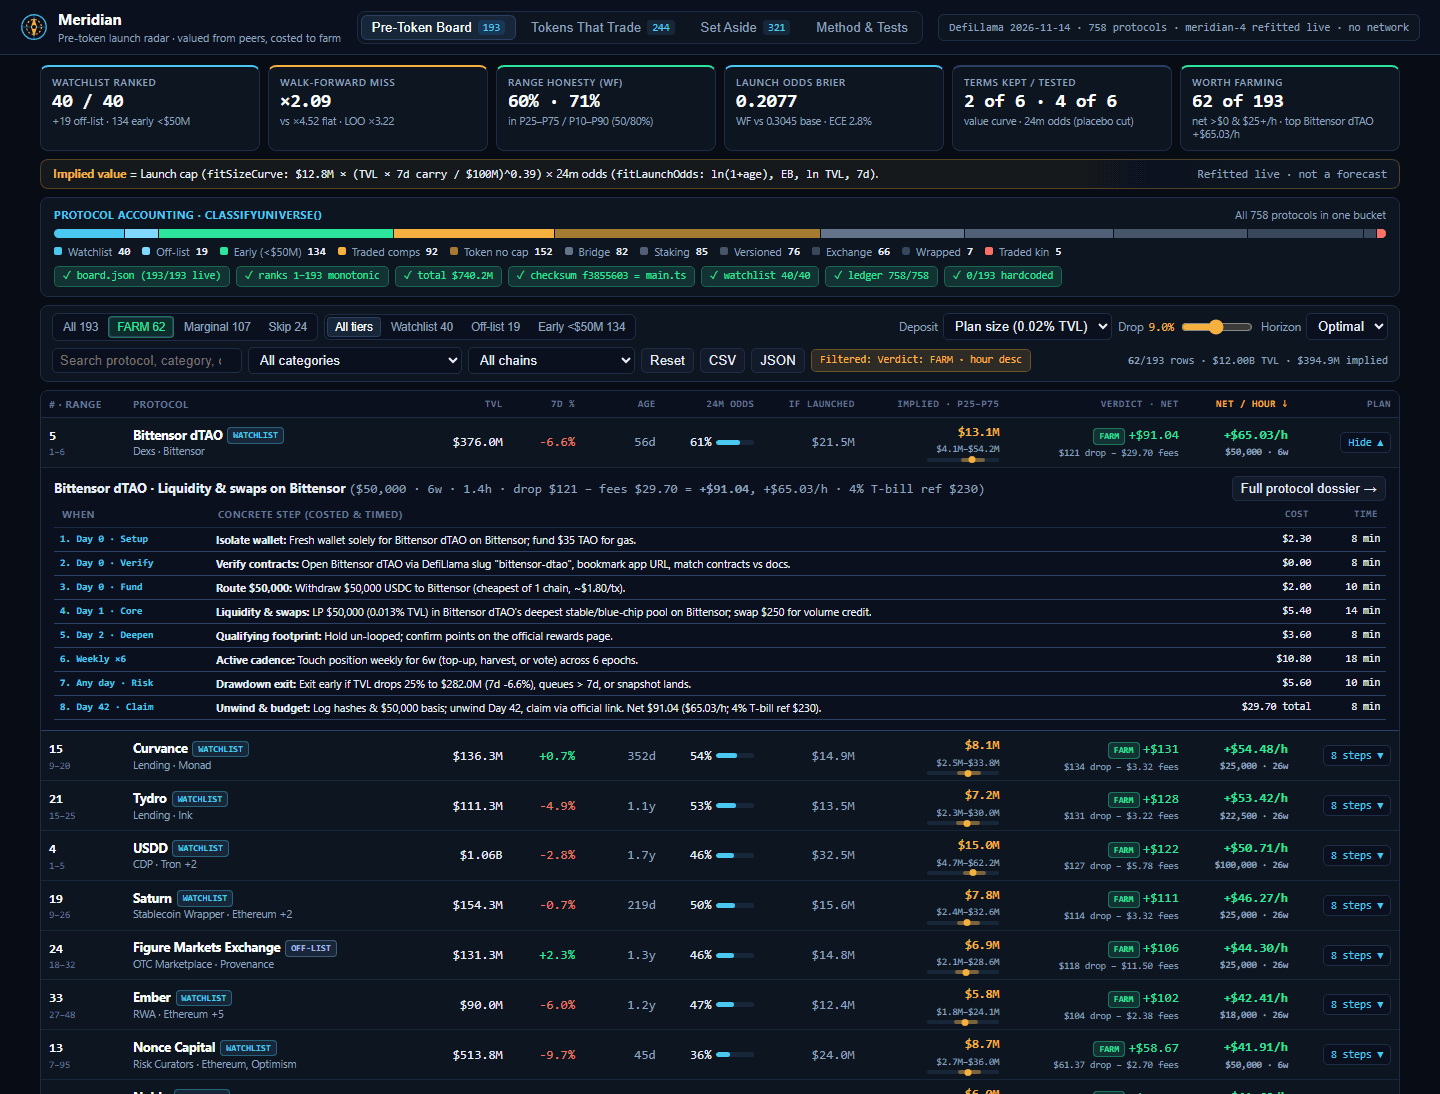 Meridian
Pre-token launch radar · valued from peers, costed to farm
Pre-Token Board 193
Tokens That Trade 244
Set Aside 321
Method & Tests
DefiLlama 2026-11-14 · 758 protocols · meridian-4 refitted live · no network
WATCHLIST RANKED
40 / 40
+19 off-list · 134 early <$50M
WALK-FORWARD MISS
×2.09
vs ×4.52 flat · LOO ×3.22
RANGE HONESTY (WF)
60% · 71%
in P25–P75 / P10–P90 (50/80%)
LAUNCH ODDS BRIER
0.2077
WF vs 0.3045 base · ECE 2.8%
TERMS KEPT / TESTED
2 of 6 · 4 of 6
value curve · 24m odds (placebo cut)
WORTH FARMING
62 of 193
net >$0 & $25+/h · top Bittensor dTAO
+$65.03/h
Implied value = Launch cap (fitSizeCurve: $12.8M × (TVL × 7d carry / $100M)^0.39) × 24m odds (fitLaunchOdds: ln(1+age), EB, ln TVL, 7d).
Refitted live · not a forecast
PROTOCOL ACCOUNTING · CLASSIFYUNIVERSE()
All 758 protocols in one bucket
Watchlist 40 Off-list 19 Early (<$50M) 134 Traded comps 92 Token no cap 152 Bridge 82 Staking 85 Versioned 76 Exchange 66 Wrapped 7 Traded kin 5
✓ board.json (193/193 live) ✓ ranks 1–193 monotonic ✓ total $740.2M ✓ checksum f3855603 = main.ts ✓ watchlist 40/40 ✓ ledger 758/758 ✓ 0/193 hardcoded
All 193 FARM 62 Marginal 107 Skip 24 All tiers Watchlist 40 Off-list 19 Early <$50M 134
Deposit Plan size (0.02% TVL) Drop 9.0% Horizon Optimal
Search protocol, category, c All categories All chains Reset CSV JSON Filtered: Verdict: FARM · hour desc
62/193 rows · $12.00B TVL · $394.9M implied
# · RANGE PROTOCOL TVL 7D % AGE 24M ODDS IF LAUNCHED IMPLIED · P25–P75 VERDICT · NET NET / HOUR ↓ PLAN
5 Bittensor dTAO WATCHLIST $376.0M -6.6% 56d 61% $21.5M $13.1M FARM +$91.04 +$65.03/h Hide ▲
1–6 Dexs · Bittensor $4.1M–$54.2M $121 drop − $29.70 fees $50,000 · 6w
Bittensor dTAO · Liquidity & swaps on Bittensor ($50,000 · 6w · 1.4h · drop $121 − fees $29.70 = +$91.04, +$65.03/h · 4% T-bill ref $230)
Full protocol dossier →
WHEN CONCRETE STEP (COSTED & TIMED) COST TIME
1. Day 0 · Setup Isolate wallet: Fresh wallet solely for Bittensor dTAO on Bittensor; fund $35 TAO for gas. $2.30 8 min
2. Day 0 · Verify Verify contracts: Open Bittensor dTAO via DefiLlama slug "bittensor-dtao", bookmark app URL, match contracts vs docs. $0.00 8 min
3. Day 0 · Fund Route $50,000: Withdraw $50,000 USDC to Bittensor (cheapest of 1 chain, ~$1.80/tx). $2.00 10 min
4. Day 1 · Core Liquidity & swaps: LP $50,000 (0.013% TVL) in Bittensor dTAO's deepest stable/blue-chip pool on Bittensor; swap $250 for volume credit. $5.40 14 min
5. Day 2 · Deepen Qualifying footprint: Hold un-looped; confirm points on the official rewards page. $3.60 8 min
6. Weekly ×6 Active cadence: Touch position weekly for 6w (top-up, harvest, or vote) across 6 epochs. $10.80 18 min
7. Any day · Risk Drawdown exit: Exit early if TVL drops 25% to $282.0M (7d -6.6%), queues > 7d, or snapshot lands. $5.60 10 min
8. Day 42 · Claim Unwind & budget: Log hashes & $50,000 basis; unwind Day 42, claim via official link. Net $91.04 ($65.03/h; 4% T-bill ref $230). $29.70 total 8 min
15 Curvance WATCHLIST $136.3M +0.7% 352d 54% $14.9M $8.1M FARM +$131 +$54.48/h 8 steps ▼
9–20 Lending · Monad $2.5M–$33.8M $134 drop − $3.32 fees $25,000 · 26w
21 Tydro WATCHLIST $111.3M -4.9% 1.1y 53% $13.5M $7.2M FARM +$128 +$53.42/h 8 steps ▼
15–25 Lending · Ink $2.3M–$30.0M $131 drop − $3.22 fees $22,500 · 26w
4 USDD WATCHLIST $1.06B -2.8% 1.7y 46% $32.5M $15.0M FARM +$122 +$50.71/h 8 steps ▼
1–5 CDP · Tron +2 $4.7M–$62.2M $127 drop − $5.78 fees $100,000 · 26w
19 Saturn WATCHLIST $154.3M -0.7% 219d 50% $15.6M $7.8M FARM +$111 +$46.27/h 8 steps ▼
9–26 Stablecoin Wrapper · Ethereum +2 $2.4M–$32.6M $114 drop − $3.32 fees $25,000 · 26w
24 Figure Markets Exchange OFF-LIST $131.3M +2.3% 1.3y 46% $14.8M $6.9M FARM +$106 +$44.30/h 8 steps ▼
18–32 OTC Marketplace · Provenance $2.1M–$28.6M $118 drop − $11.50 fees $25,000 · 26w
33 Ember WATCHLIST $90.0M -6.0% 1.2y 47% $12.4M $5.8M FARM +$102 +$42.41/h 8 steps ▼
27–48 RWA · Ethereum +5 $1.8M–$24.1M $104 drop − $2.38 fees $18,000 · 26w
13 Nonce Capital WATCHLIST $513.8M -9.7% 45d 36% $24.0M $8.7M FARM +$58.67 +$41.91/h 8 steps ▼
7–95 Risk Curators · Ethereum, Optimism $2.7M–$36.0M $61.37 drop − $2.70 fees $50,000 · 6w